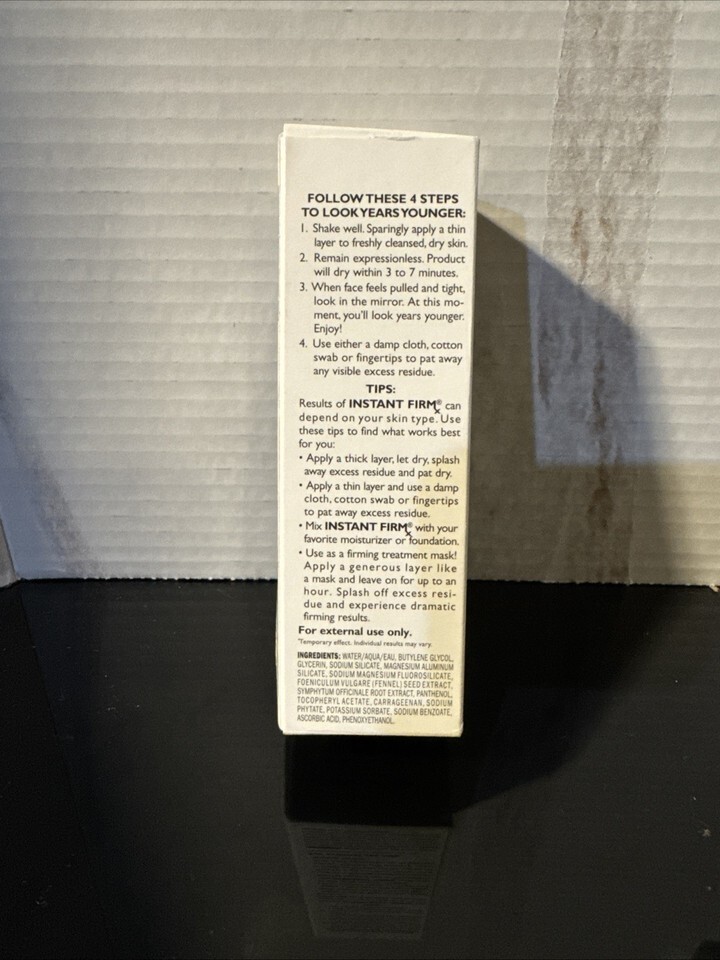 FOLLOW THESE 4 STEPS
TO LOOK YEARS YOUNGER:
1. Shake well. Sparingly apply a thin
layer to freshly cleansed, dry skin.
2. Remain expressionless. Product
will dry within 3 to 7 minutes.
3. When face feels pulled and tight,
look in the mirror. At this mo-
ment, you'll look years younger.
Enjoy!
4. Use either a damp cloth, cotton
swab or fingertips to pat away
any visible excess residue.
TIPS:
Results of INSTANT FIRMx® can
depend on your skin type. Use
these tips to find what works best
for you:
• Apply a thick layer, let dry, splash
away excess residue and pat dry.
• Apply a thin layer and use a damp
cloth, cotton swab or fingertips
to pat away excess residue.
• Mix INSTANT FIRMx® with your
favorite moisturizer or foundation.
• Use as a firming treatment mask!
Apply a generous layer like
a mask and leave on for up to an
hour. Splash off excess resi-
due and experience dramatic
firming results.
For external use only.
*Temporary effect. Individual results may vary.
INGREDIENTS: WATER/AQUA/EAU, BUTYLENE GLYCOL,
GLYCERIN, SODIUM SILICATE, MAGNESIUM ALUMINUM
SILICATE, SODIUM MAGNESIUM FLUOROSILICATE,
FOENICULUM VULGARE (FENNEL) SEED EXTRACT,
SYMPHYTUM OFFICINALE ROOT EXTRACT, PANTHENOL,
TOCOPHERYL ACETATE, CARRAGEENAN, SODIUM
PHYTATE, POTASSIUM SORBATE, SODIUM BENZOATE,
ASCORBIC ACID, PHENOXYETHANOL.